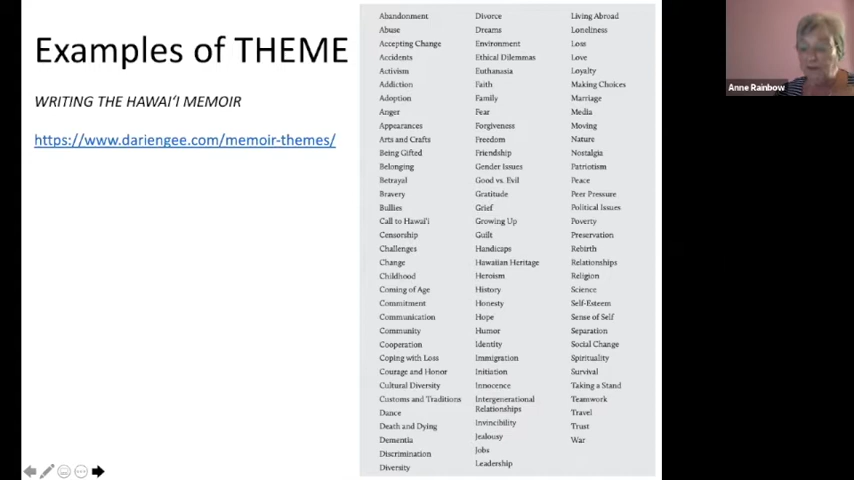 Examples of THEME
WRITING THE HAWAI‘I MEMOIR
https://www.dariengee.com/memoir-themes/
Abandonment
Abuse
Accepting Change
Accidents
Activism
Addiction
Adoption
Anger
Appearances
Arts and Crafts
Being Gifted
Belonging
Betrayal
Bravery
Bullies
Call to Hawai‘i
Censorship
Challenges
Change
Childhood
Coming of Age
Commitment
Communication
Community
Cooperation
Coping with Loss
Courage and Honor
Cultural Diversity
Customs and Traditions
Dance
Death and Dying
Dementia
Discrimination
Diversity
Divorce
Dreams
Environment
Ethical Dilemmas
Euthanasia
Faith
Family
Fear
Forgiveness
Freedom
Friendship
Gender Issues
Good vs. Evil
Gratitude
Grief
Growing Up
Guilt
Handicaps
Hawaiian Heritage
Heroism
History
Honesty
Hope
Humor
Identity
Immigration
Initiation
Innocence
Intergenerational
Relationships
Invincibility
Jealousy
Jobs
Leadership
Living Abroad
Loneliness
Loss
Love
Loyalty
Making Choices
Marriage
Media
Moving
Nature
Nostalgia
Patriotism
Peace
Peer Pressure
Political Issues
Poverty
Preservation
Rebirth
Relationships
Religion
Science
Self-Esteem
Sense of Self
Separation
Social Change
Spirituality
Survival
Taking a Stand
Teamwork
Travel
Trust
War
Anne Rainbow